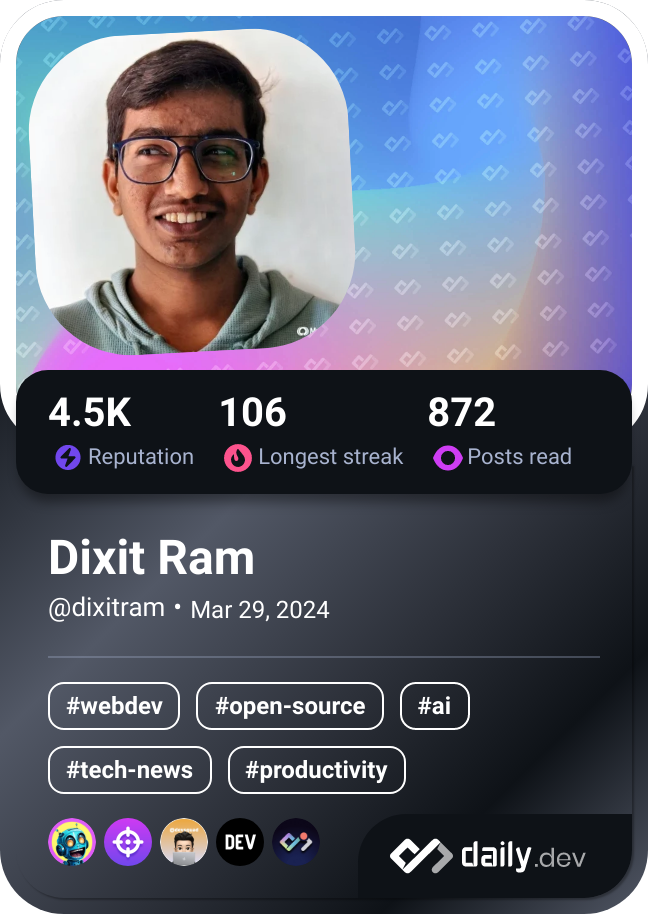 4.5K 106 872
Reputation Longest streak Posts read
Dixit Ram
@dixitram • Mar 29, 2024
#webdev #open-source #ai
#tech-news #productivity
DEV
daily.dev